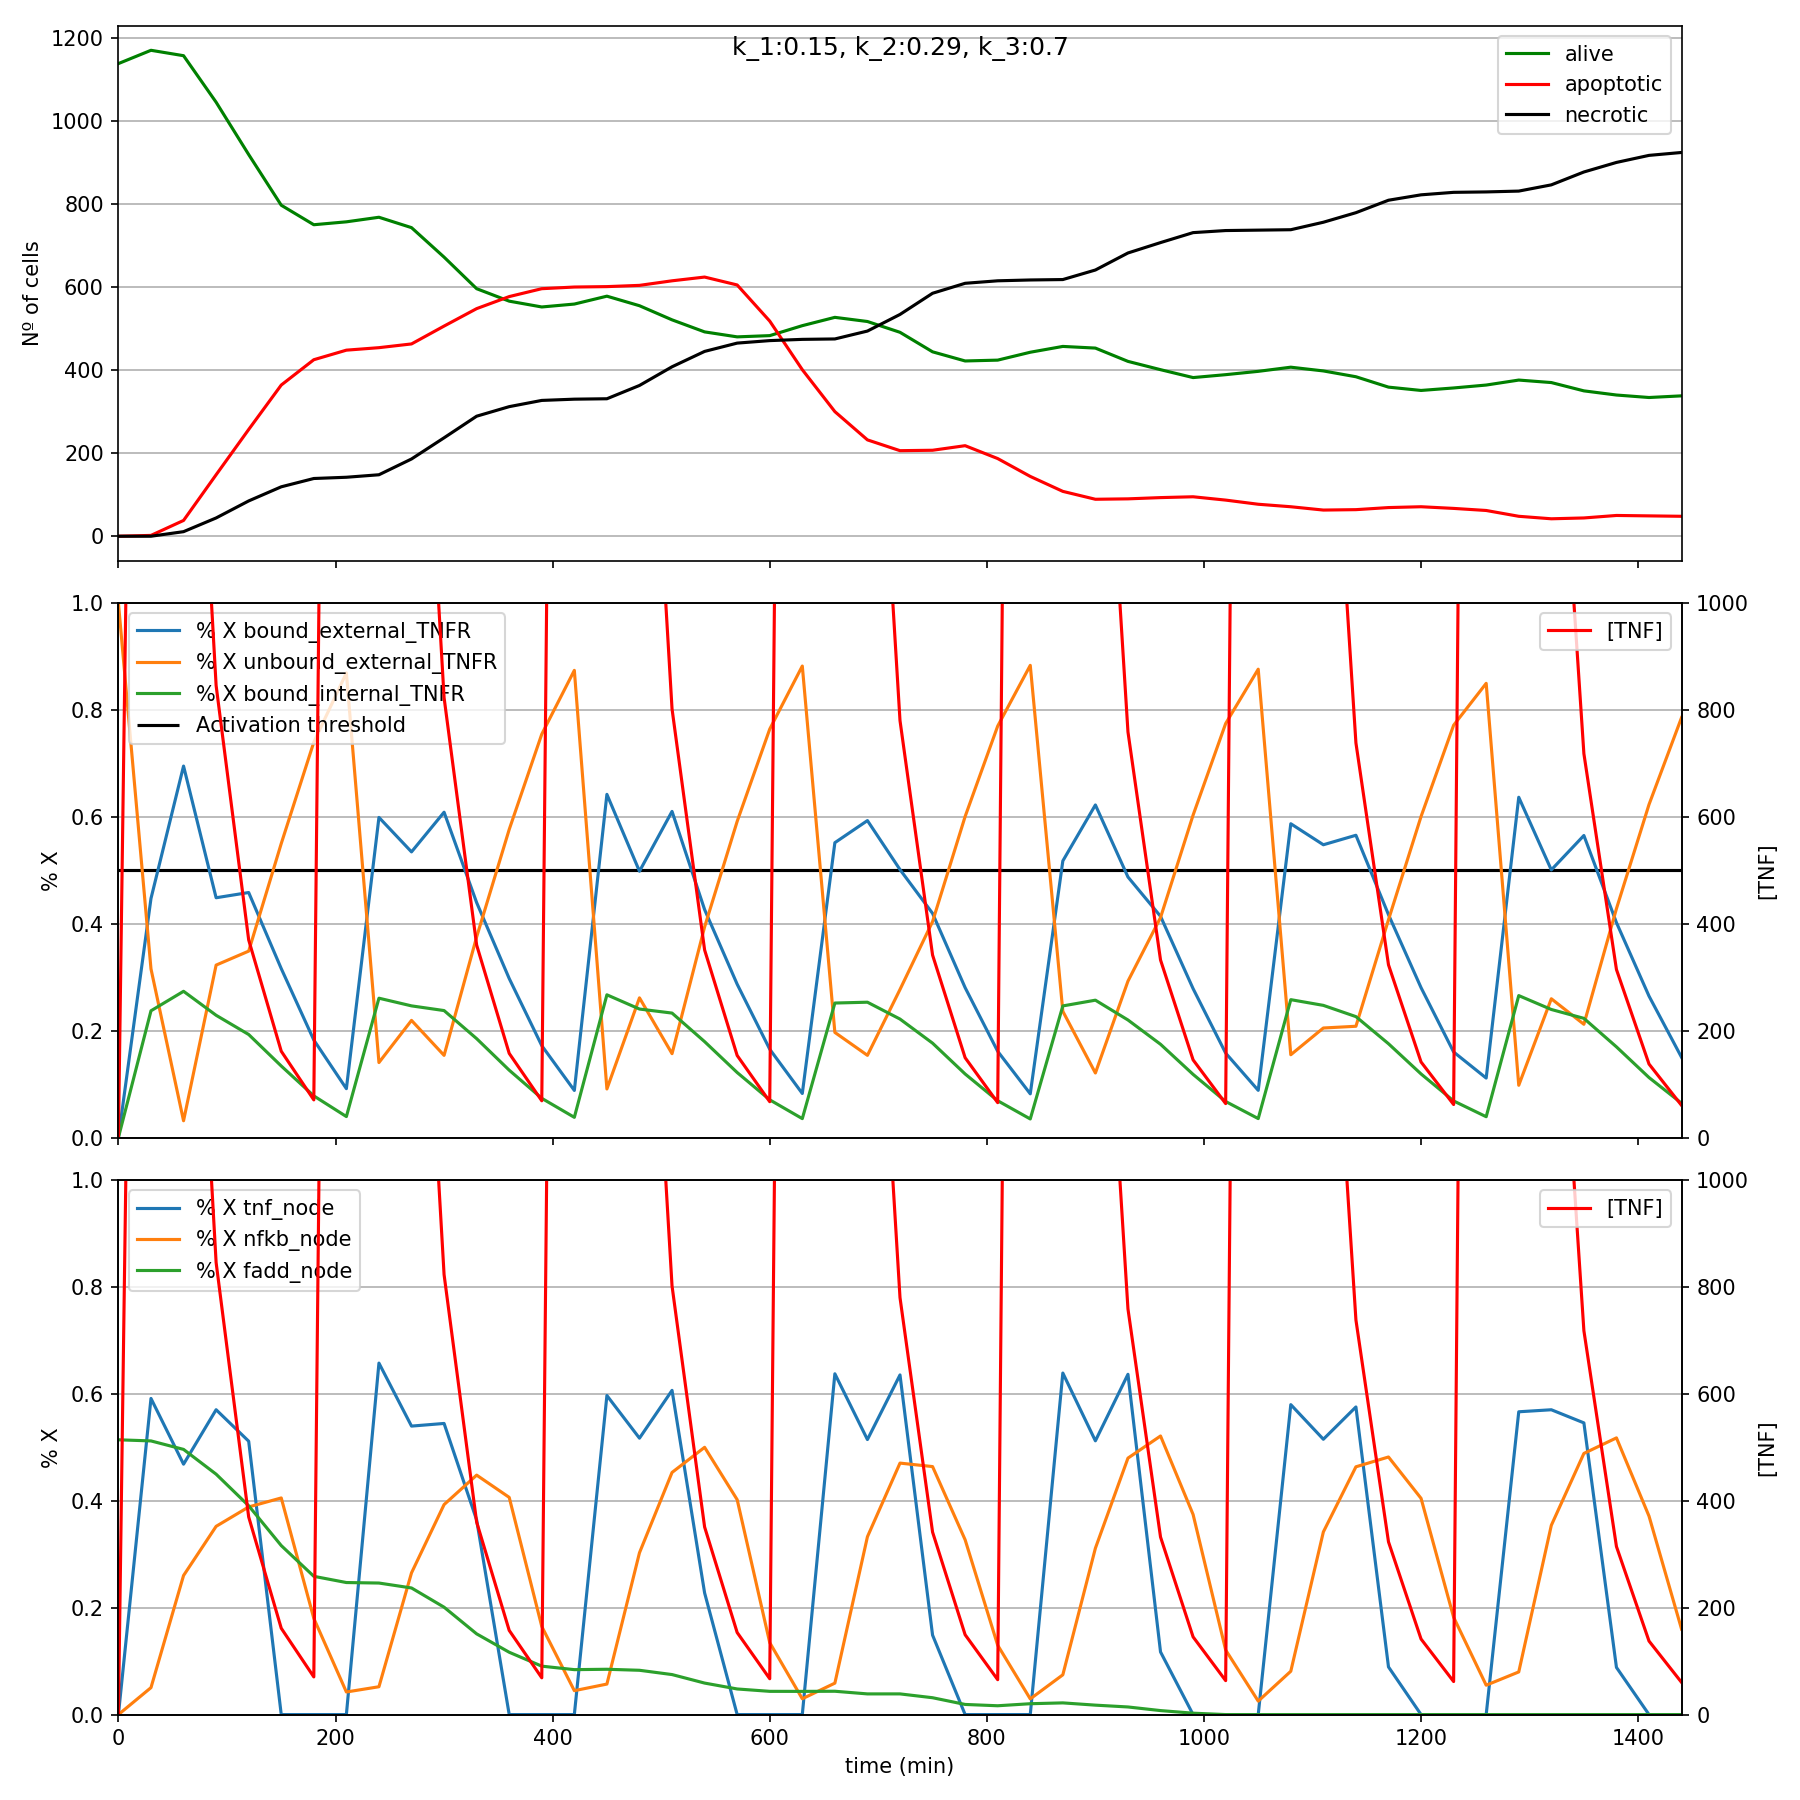 k_1:0.15, k_2:0.29, k_3:0.7
1200
1000
800
600
400
200
0
Nº of cells
alive
apoptotic
necrotic
1.0
0.8
0.6
0.4
0.2
0.0
% X
% X bound_external_TNFR
% X unbound_external_TNFR
% X bound_internal_TNFR
Activation threshold
[TNF]
1000
800
600
400
200
0
[TNF]
1.0
0.8
0.6
0.4
0.2
0.0
% X
% X tnf_node
% X nfkb_node
% X fadd_node
[TNF]
1000
800
600
400
200
0
[TNF]
0 200 400 600 800 1000 1200 1400
time (min)